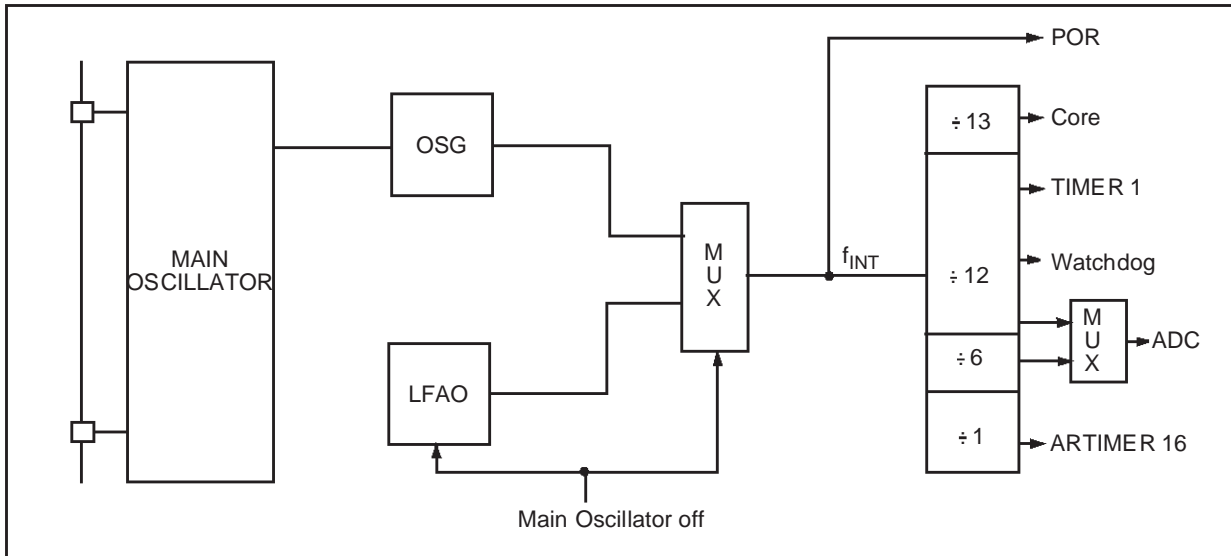 POR
÷ 13
Core
OSG
TIMER 1
MAIN
OSCILLATOR
M
U
X
fINT
÷ 12
Watchdog
M
U
X
ADC
÷ 6
LFAO
÷ 1
ARTIMER 16
Main Oscillator off